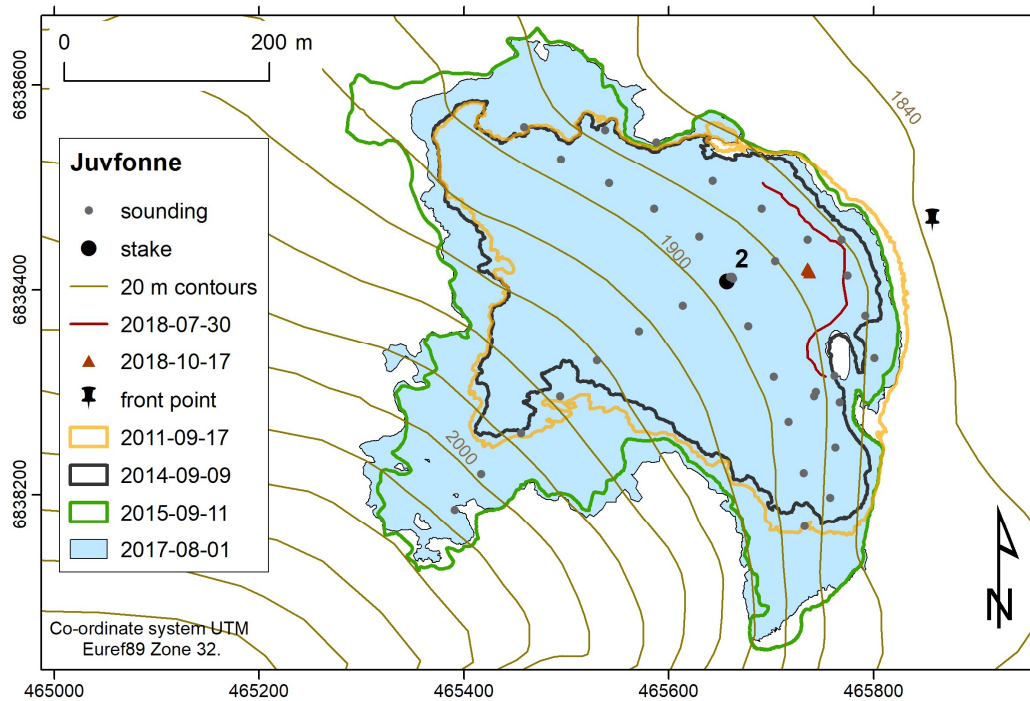 0 200 m
6838600
6838400
6838200
1840
1900
2000
2
Juvfonne
sounding
stake
20 m contours
2018-07-30
2018-10-17
front point
2011-09-17
2014-09-09
2015-09-11
2017-08-01
Co-ordinate system UTM
Euref89 Zone 32.
N
465000 465200 465400 465600 465800